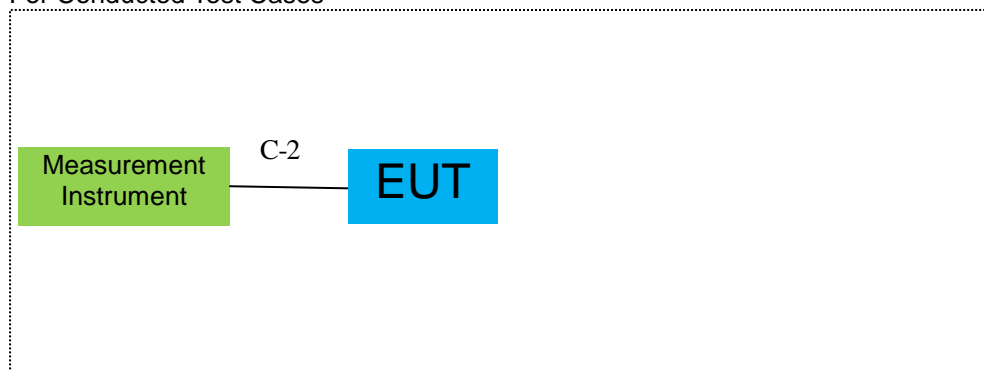 For Conducted Test Cases
C-2
Measurement
Instrument
EUT